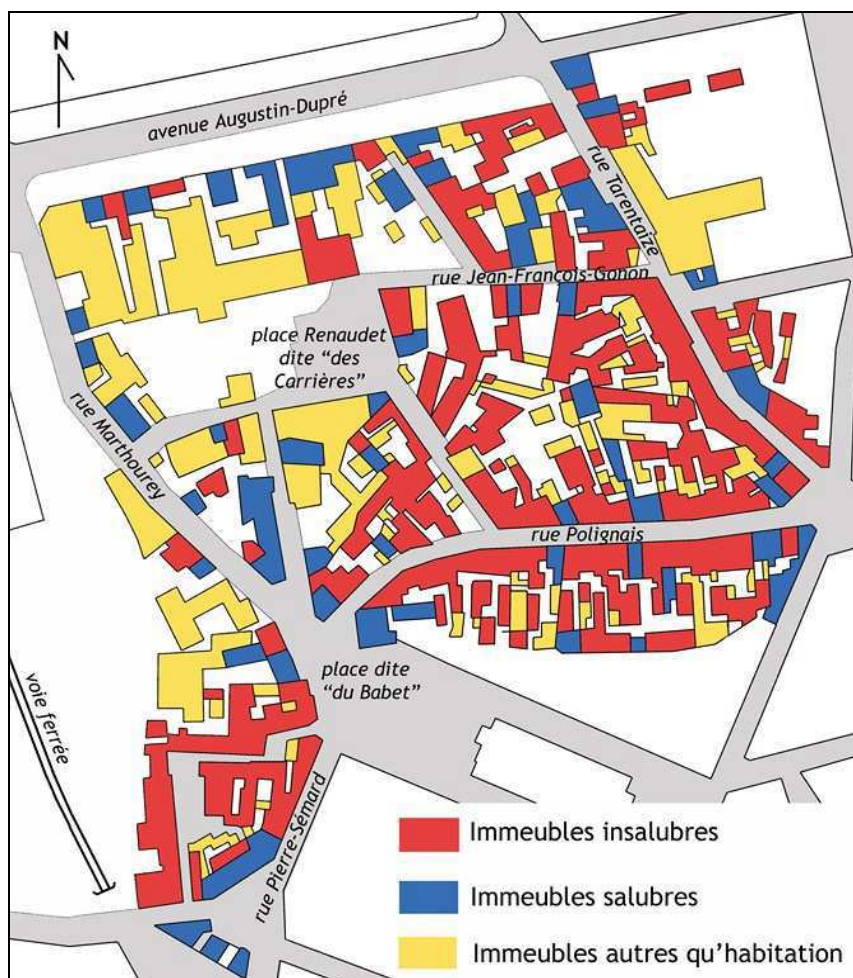 N
avenue Augustin-Dupré
rue Tarentaize
rue Jean-François-Gonon
place Renaudet
dite "des
Carrières"
rue Marthourey
rue Polignais
place dite
"du Babet"
voie ferrée
rue Pierre-Sémard
Immeubles insalubres
Immeubles salubres
Immeubles autres qu'habitation